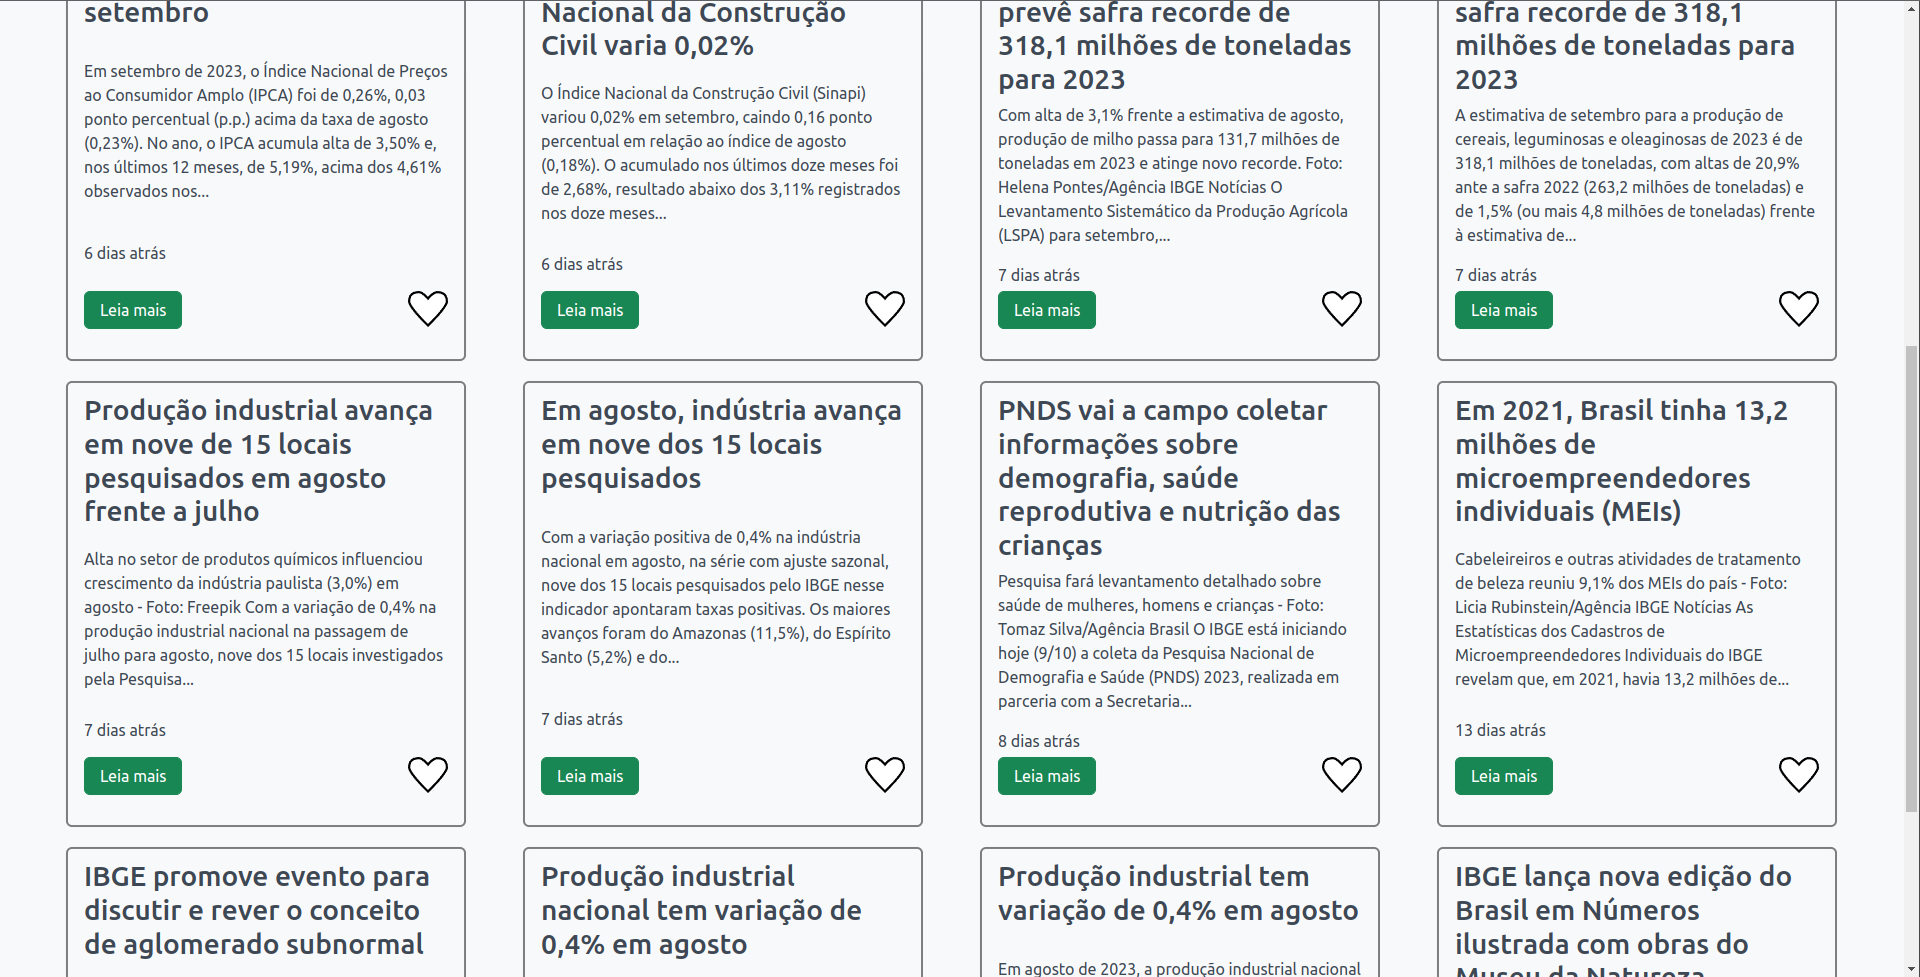 setembro
Em setembro de 2023, o Índice Nacional de Preços
ao Consumidor Amplo (IPCA) foi de 0,26%, 0,03
ponto percentual (p.p.) acima da taxa de agosto
(0,23%). No ano, o IPCA acumula alta de 3,50% e,
nos últimos 12 meses, de 5,19%, acima dos 4,61%
observados nos...
6 dias atrás
Leia mais
Nacional da Construção
Civil varia 0,02%
O Índice Nacional da Construção Civil (Sinapi)
variou 0,02% em setembro, caindo 0,16 ponto
percentual em relação ao índice de agosto
(0,18%). O acumulado nos últimos doze meses foi
de 2,68%, resultado abaixo dos 3,11% registrados
nos doze meses...
6 dias atrás
Leia mais
prevê safra recorde de
318,1 milhões de toneladas
para 2023
Com alta de 3,1% frente a estimativa de agosto,
produção de milho passa para 131,7 milhões de
toneladas em 2023 e atinge novo recorde. Foto:
Helena Pontes/Agência IBGE Notícias O
Levantamento Sistemático da Produção Agrícola
(LSPA) para setembro,...
7 dias atrás
Leia mais
safra recorde de 318,1
milhões de toneladas para
2023
A estimativa de setembro para a produção de
cereais, leguminosas e oleaginosas de 2023 é de
318,1 milhões de toneladas, com altas de 20,9%
ante a safra 2022 (263,2 milhões de toneladas) e
de 1,5% (ou mais 4,8 milhões de toneladas) frente
à estimativa de...
7 dias atrás
Leia mais
Produção industrial avança
em nove de 15 locais
pesquisados em agosto
frente a julho
Alta no setor de produtos químicos influenciou
crescimento da indústria paulista (3,0%) em
agosto - Foto: Freepik Com a variação de 0,4% na
produção industrial nacional na passagem de
julho para agosto, nove dos 15 locais investigados
pela Pesquisa...
7 dias atrás
Leia mais
Em agosto, indústria avança
em nove dos 15 locais
pesquisados
Com a variação positiva de 0,4% na indústria
nacional em agosto, na série com ajuste sazonal,
nove dos 15 locais pesquisados pelo IBGE nesse
indicador apontaram taxas positivas. Os maiores
avanços foram do Amazonas (11,5%), do Espírito
Santo (5,2%) e do...
7 dias atrás
Leia mais
PNDS vai a campo coletar
informações sobre
demografia, saúde
reprodutiva e nutrição das
crianças
Pesquisa fará levantamento detalhado sobre
saúde de mulheres, homens e crianças - Foto:
Tomaz Silva/Agência Brasil O IBGE está iniciando
hoje (9/10) a coleta da Pesquisa Nacional de
Demografia e Saúde (PNDS) 2023, realizada em
parceria com a Secretaria...
8 dias atrás
Leia mais
Em 2021, Brasil tinha 13,2
milhões de
microempreendedores
individuais (MEIs)
Cabeleireiros e outras atividades de tratamento
de beleza reuniu 9,1% dos MEIs do país - Foto:
Licia Rubinstein/Agência IBGE Notícias As
Estatísticas dos Cadastros de
Microempreendedores Individuais do IBGE
revelam que, em 2021, havia 13,2 milhões de...
13 dias atrás
Leia mais
IBGE promove evento para
discutir e rever o conceito
de aglomerado subnormal
Produção industrial
nacional tem variação de
0,4% em agosto
Produção industrial tem
variação de 0,4% em agosto
Em agosto de 2023, a produção industrial nacional
IBGE lança nova edição do
Brasil em Números
ilustrada com obras do
Museu da Natureza